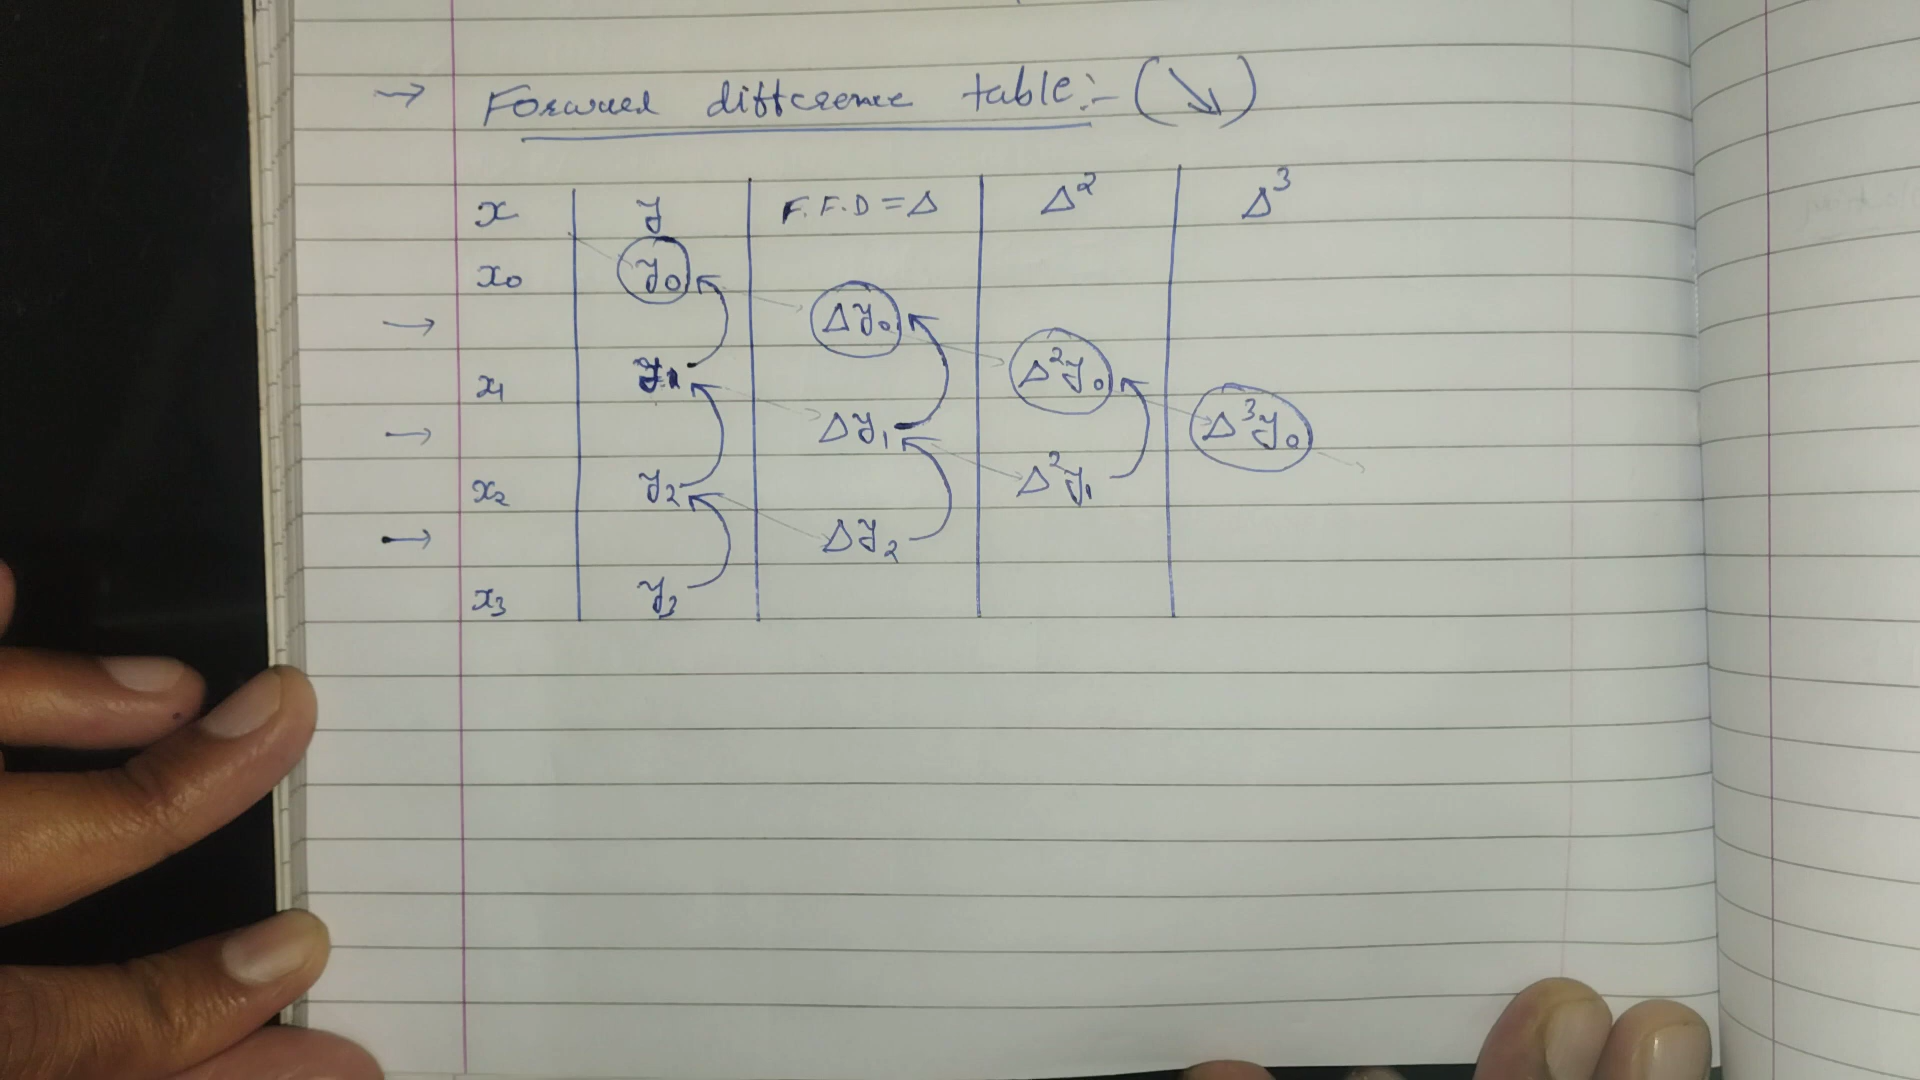 → Forward difference table:- (↘)
x y F.F.D = Δ Δ² Δ³
x₀ y₀
→ Δy₀
x₁ y₁ Δ²y₀
→ Δy₁ Δ³y₀
x₂ y₂ Δ²y₁
→ Δy₂
x₃ y₃